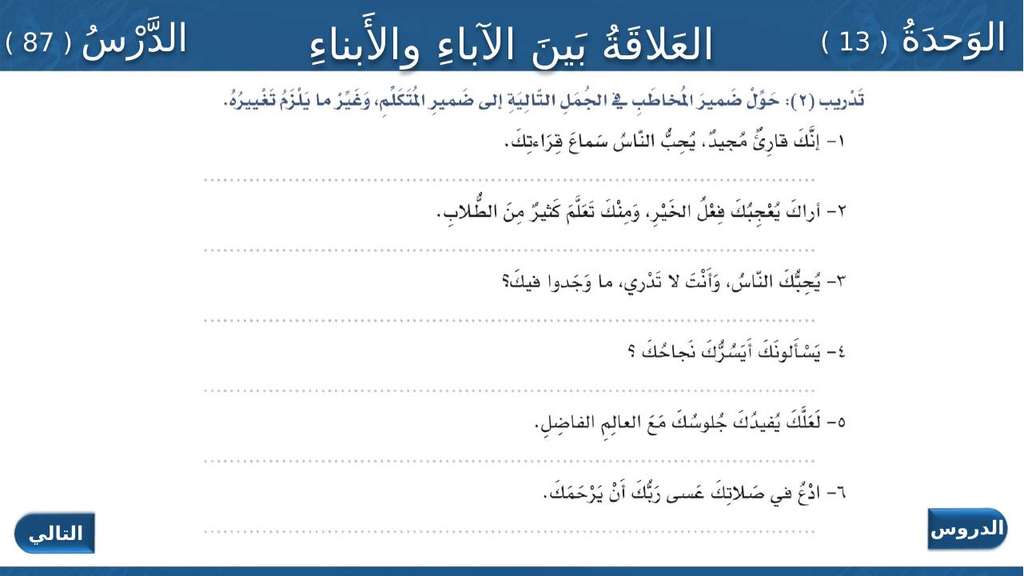 الوَحدَةُ ( 13 )
العَلاقَةُ بَينَ الآباءِ والأَبناءِ
الدَّرْسُ ( 87 )
تَدْريب (٢): حَوِّلْ ضَميرَ المُخاطَبِ في الجُمَلِ التّالِيَةِ إلى ضَميرِ المُتَكَلِّمِ، وَغَيِّرْ ما يَلْزَمُ تَغْييرُهُ.
١- إنَّكَ قارِئٌ مُجيدٌ، يُحِبُّ النّاسُ سَماعَ قِرَاءتِكَ.
٢- أراكَ يُعْجِبُكَ فِعْلُ الخَيْرِ، وَمِنْكَ تَعَلَّمَ كَثيرٌ مِنَ الطُّلابِ.
٣- يُحِبُّكَ النّاسُ، وَأَنْتَ لا تَدْري، ما وَجَدوا فيكَ؟
٤- يَسْأَلونَكَ أَيَسُرُّكَ نَجاحُكَ ؟
٥- لَعَلَّكَ يُفيدُكَ جُلوسُكَ مَعَ العالِمِ الفاضِلِ.
٦- ادْعُ في صَلاتِكَ عَسى رَبُّكَ أَنْ يَرْحَمَكَ.
الدروس
التالي